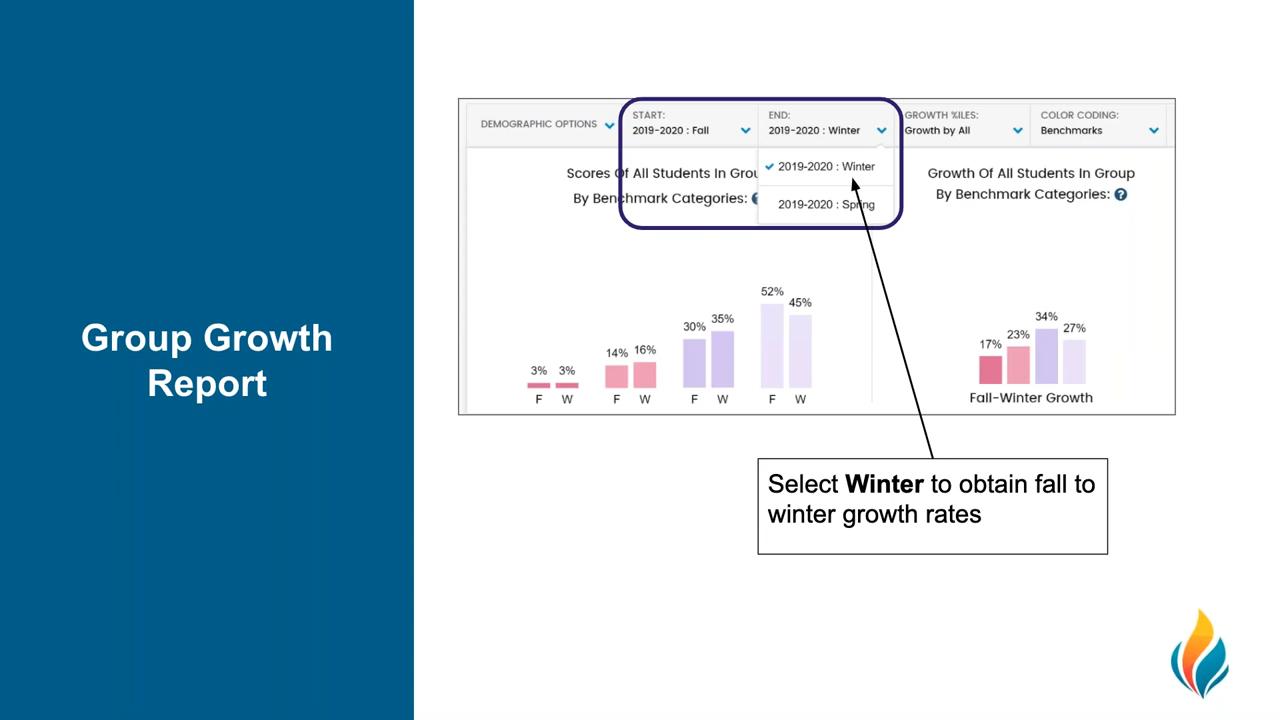 Group Growth
Report
DEMOGRAPHIC OPTIONS
START:
2019-2020 : Fall
END:
2019-2020 : Winter
GROWTH %ILES:
Growth by All
COLOR CODING:
Benchmarks
2019-2020 : Winter
2019-2020 : Spring
Scores Of All Students In Grou
By Benchmark Categories:
3% 3% 14% 16% 30% 35% 52% 45%
F W F W F W F W
Growth Of All Students In Group
By Benchmark Categories: ?
17% 23% 34% 27%
Fall-Winter Growth
Select Winter to obtain fall to
winter growth rates